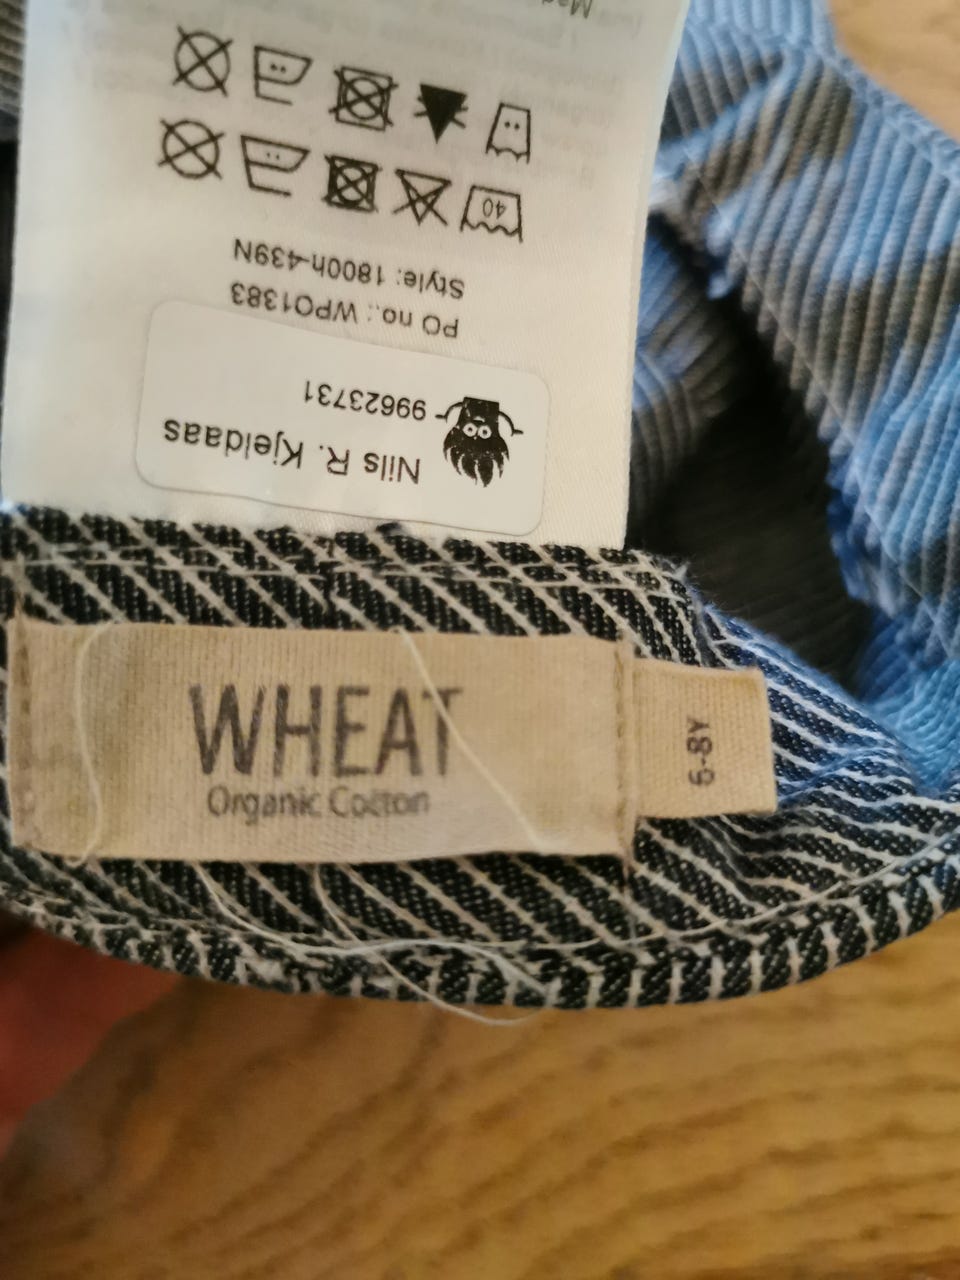 WHEAT
Organic Cotton
6-8Y
Nils R. Kjeldaas
99623731
PO no.: WPO1383
Style: 1800h-439N
40